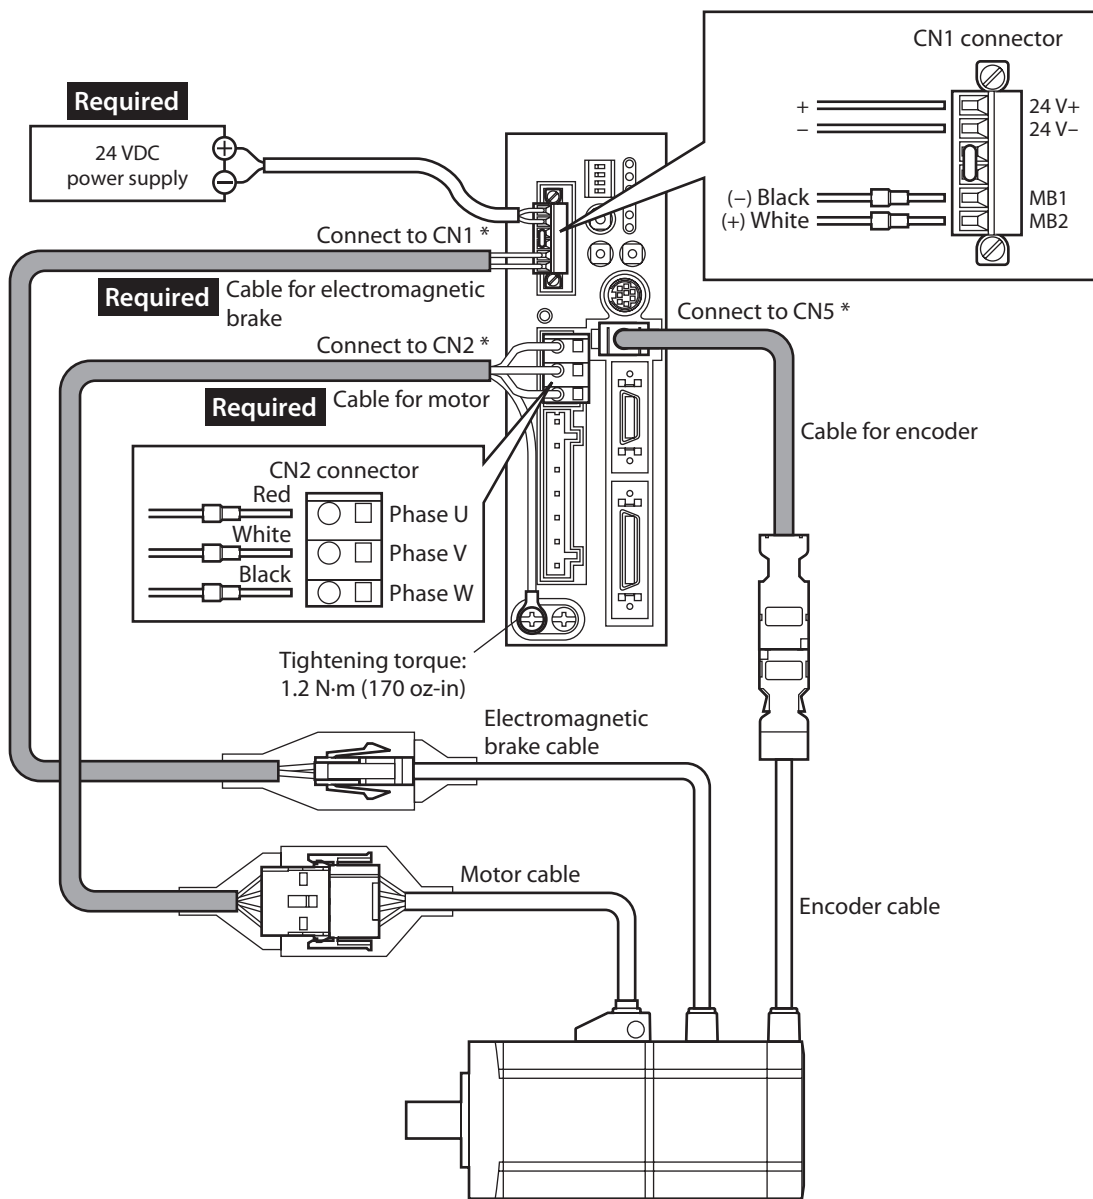 CN1 connector
Required
+
24 V+
−
24 V−
24 VDC
power supply
+
−
(−) Black
MB1
(+) White
MB2
Connect to CN1 *
Required
Cable for electromagnetic
brake
Connect to CN5 *
Connect to CN2 *
Required
Cable for motor
Cable for encoder
CN2 connector
Red
Phase U
White
Phase V
Black
Phase W
Tightening torque:
1.2 N·m (170 oz-in)
Electromagnetic
brake cable
Motor cable
Encoder cable